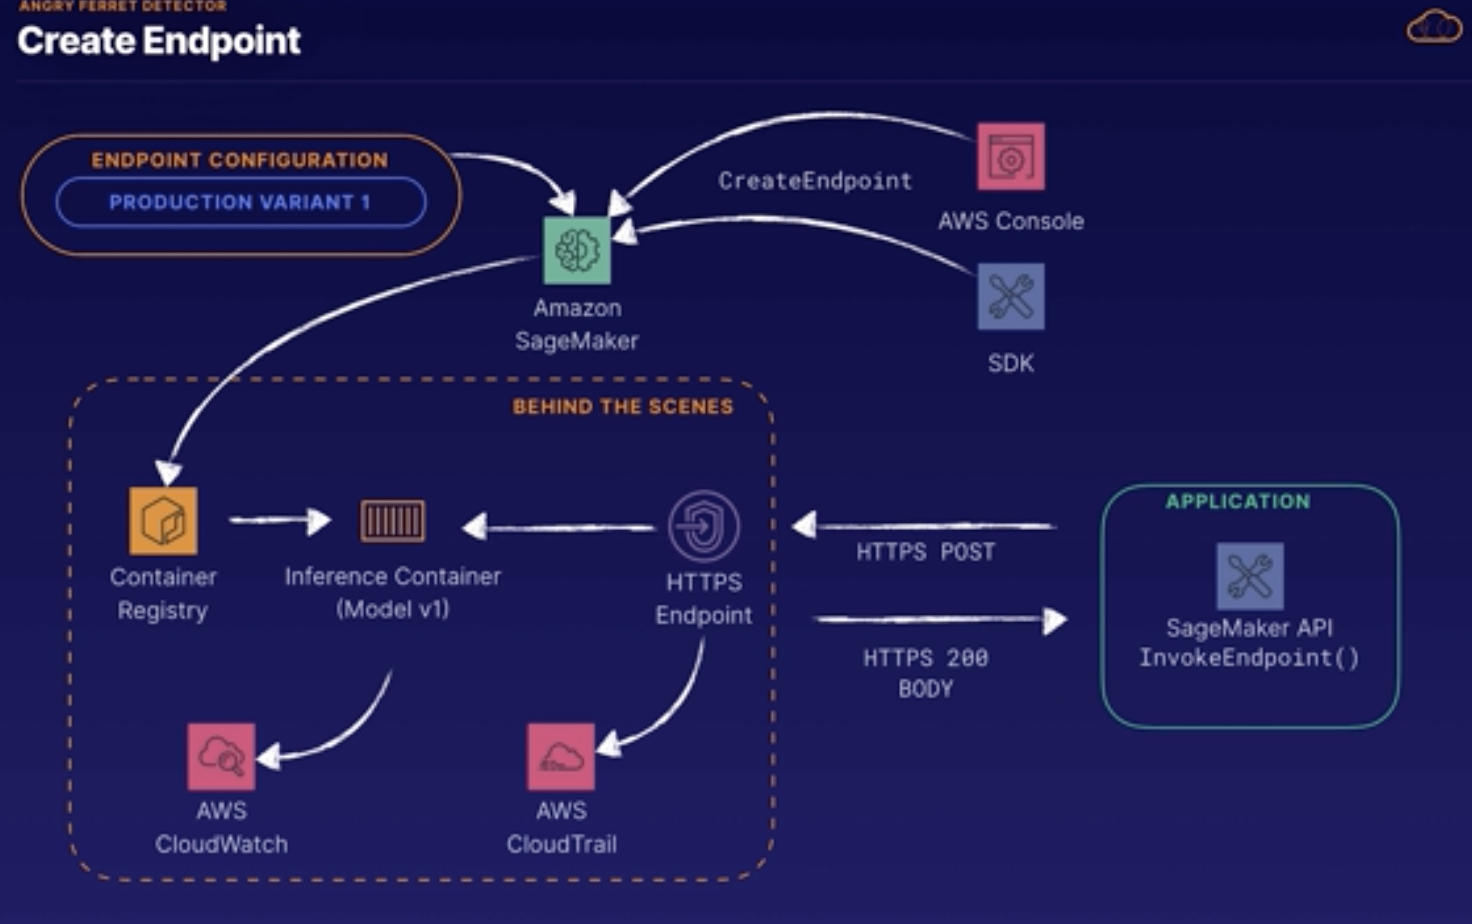 ANGRY FERRET DETECTOR
Create Endpoint
ENDPOINT CONFIGURATION
PRODUCTION VARIANT 1
CreateEndpoint
AWS Console
Amazon
SageMaker
SDK
BEHIND THE SCENES
Container
Registry
Inference Container
(Model v1)
HTTPS
Endpoint
HTTPS POST
HTTPS 200
BODY
APPLICATION
SageMaker API
InvokeEndpoint()
AWS
CloudWatch
AWS
CloudTrail